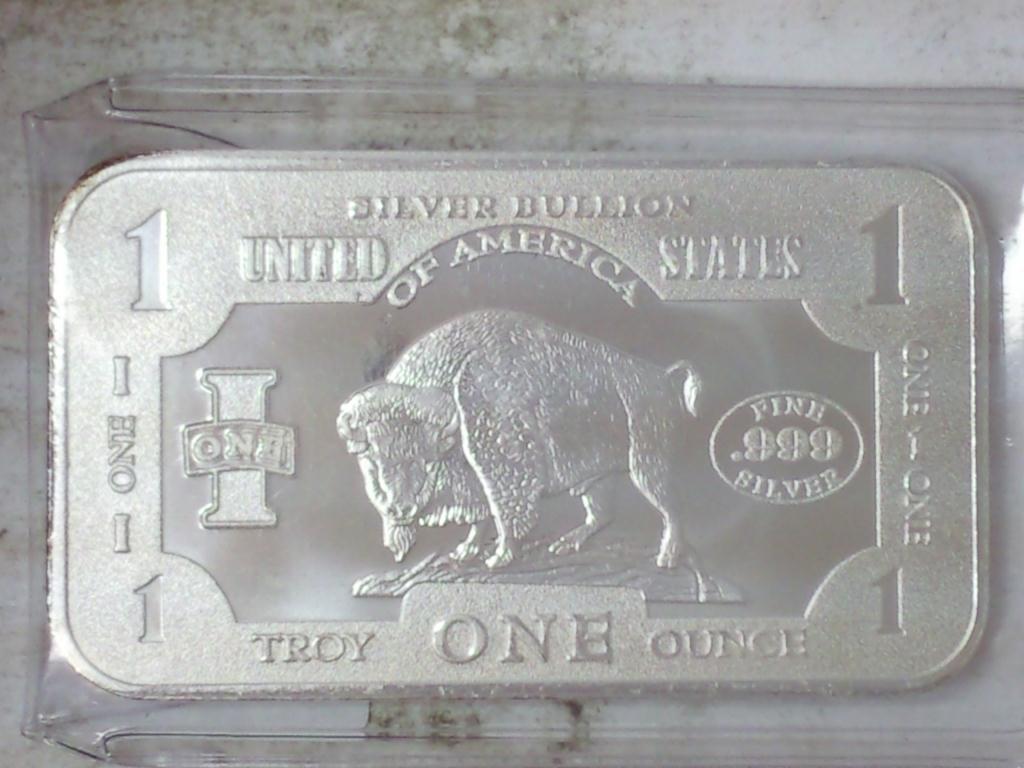 SILVER BULLION
1 UNITED OF AMERICA STATES 1
I ONE I
I
ONE
FINE
.999
SILVER
ONE - ONE
1 TROY ONE OUNCE 1